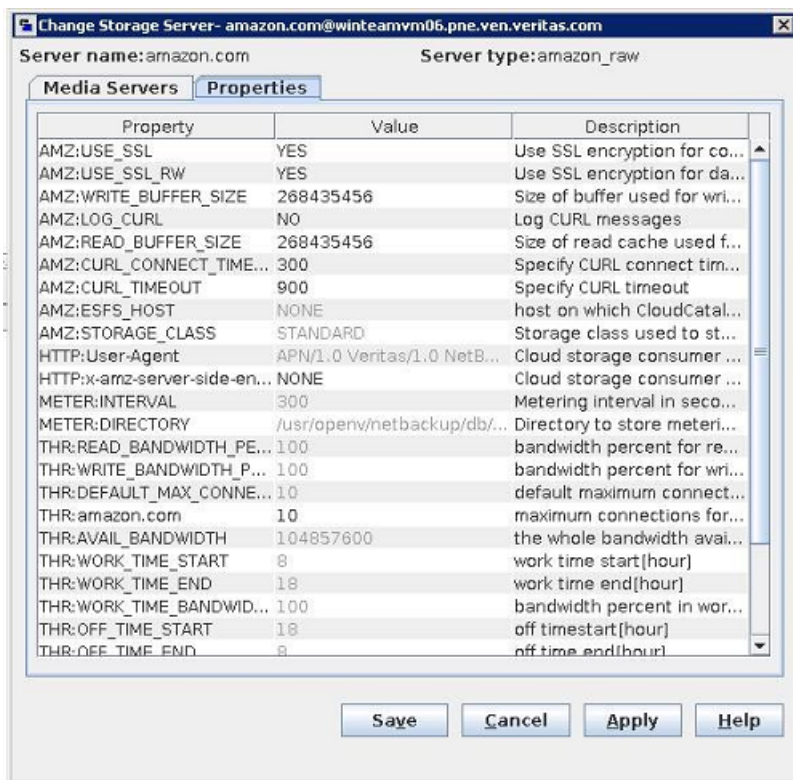 Change Storage Server- amazon.com@winteamvm06.pne.ven.veritas.com
Server name:amazon.com Server type:amazon_raw
Media Servers Properties
Property Value Description
AMZ:USE_SSL YES Use SSL encryption for co...
AMZ:USE_SSL_RW YES Use SSL encryption for da...
AMZ:WRITE_BUFFER_SIZE 268435456 Size of buffer used for wri...
AMZ:LOG_CURL NO Log CURL messages
AMZ:READ_BUFFER_SIZE 268435456 Size of read cache used f...
AMZ:CURL_CONNECT_TIME... 300 Specify CURL connect tim...
AMZ:CURL_TIMEOUT 900 Specify CURL timeout
AMZ:ESFS_HOST NONE host on which CloudCatal...
AMZ:STORAGE_CLASS STANDARD Storage class used to st...
HTTP:User-Agent APN/1.0 Veritas/1.0 NetB... Cloud storage consumer ...
HTTP:x-amz-server-side-en... NONE Cloud storage consumer ...
METER:INTERVAL 300 Metering interval in seco...
METER:DIRECTORY /usr/openv/netbackup/db/... Directory to store meteri...
THR:READ_BANDWIDTH_PE... 100 bandwidth percent for re...
THR:WRITE_BANDWIDTH_P... 100 bandwidth percent for wri...
THR:DEFAULT_MAX_CONNE... 10 default maximum connect...
THR:amazon.com 10 maximum connections for...
THR:AVAIL_BANDWIDTH 104857600 the whole bandwidth avai...
THR:WORK_TIME_START 8 work time start[hour]
THR:WORK_TIME_END 18 work time end[hour]
THR:WORK_TIME_BANDWID... 100 bandwidth percent in wor...
THR:OFF_TIME_START 18 off timestart[hour]
THR:OFF_TIME_END 8 off time end[hour]
Save Cancel Apply Help